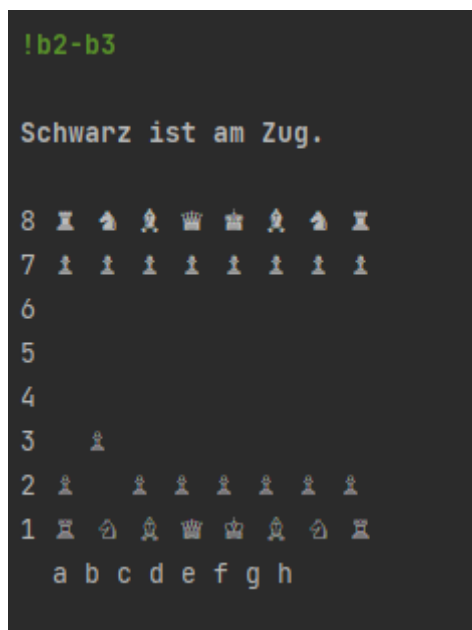 !b2-b3
Schwarz ist am Zug.
8 ♜ ♞ ♝ ♛ ♚ ♝ ♞ ♜
7 ♟ ♟ ♟ ♟ ♟ ♟ ♟ ♟
6
5
4
3 ♙
2 ♙ ♙ ♙ ♙ ♙ ♙ ♙
1 ♖ ♘ ♗ ♕ ♔ ♗ ♘ ♖
a b c d e f g h